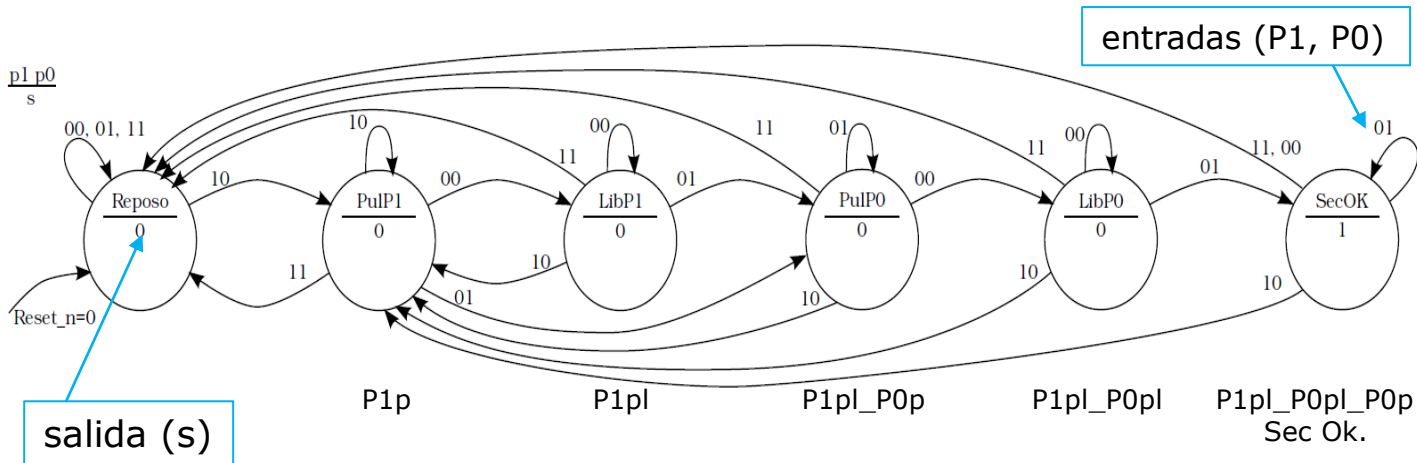 entradas (P1, P0)
p1 p0
s
00, 01, 11
10
00
11
01
11
00
11
00
11, 00
01
10
00
01
00
01
Reposo
0
PulP1
0
LibP1
0
PulP0
0
LibP0
0
SecOK
1
11
10
01
10
10
10
Reset_n=0
P1p
P1pl
P1pl_P0p
P1pl_P0pl
P1pl_P0pl_P0p
Sec Ok.
salida (s)